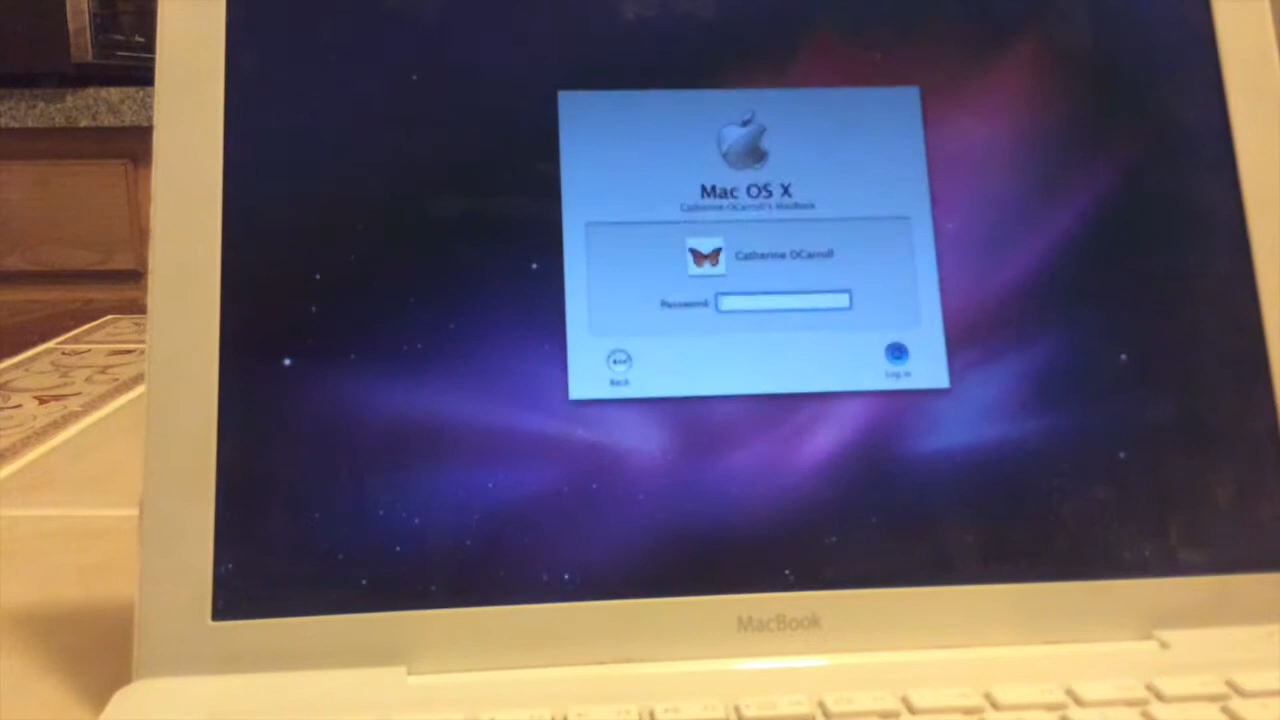 Mac OS X
Catherine OCarroll's MacBook
Catherine OCarroll
Password:
Back
Log In
MacBook